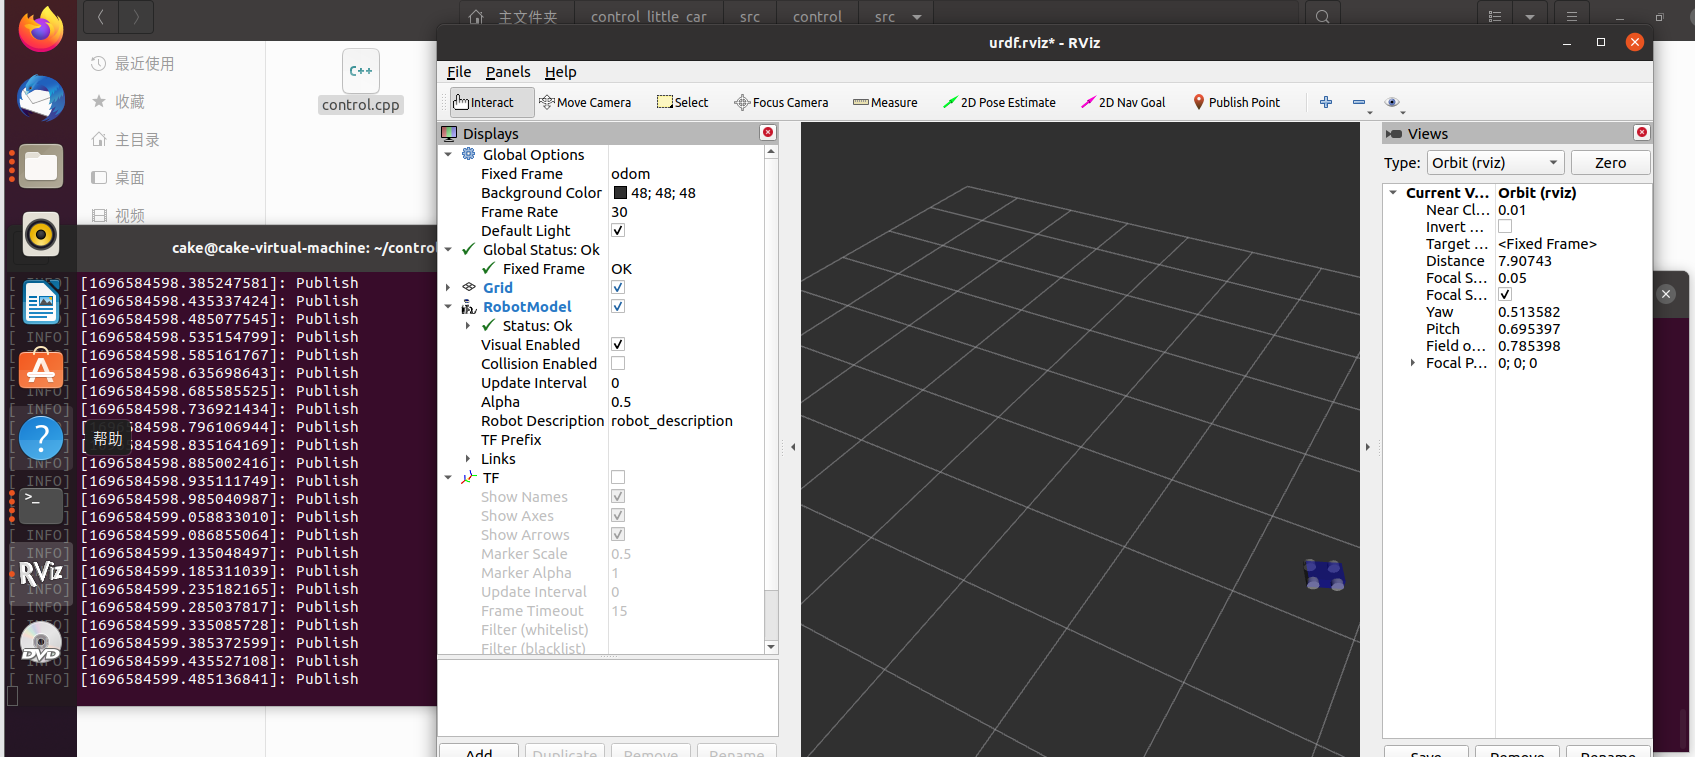 主文件夹 control_little_car src control src
最近使用
收藏
主目录
桌面
视频
C++
control.cpp
cake@cake-virtual-machine: ~/control
[ INFO] [1696584598.385247581]: Publish
[ INFO] [1696584598.435337424]: Publish
[ INFO] [1696584598.485077545]: Publish
[ INFO] [1696584598.535154799]: Publish
[ INFO] [1696584598.585161767]: Publish
[ INFO] [1696584598.635698643]: Publish
[ INFO] [1696584598.685585525]: Publish
[ INFO] [1696584598.736921434]: Publish
[ INFO] [1696584598.796106944]: Publish
[ INFO] [1696584598.835164169]: Publish
[ INFO] [1696584598.885002416]: Publish
[ INFO] [1696584598.935111749]: Publish
[ INFO] [1696584598.985040987]: Publish
[ INFO] [1696584599.058833010]: Publish
[ INFO] [1696584599.086855064]: Publish
[ INFO] [1696584599.135048497]: Publish
[ INFO] [1696584599.185311039]: Publish
[ INFO] [1696584599.235182165]: Publish
[ INFO] [1696584599.285037817]: Publish
[ INFO] [1696584599.335085728]: Publish
[ INFO] [1696584599.385372599]: Publish
[ INFO] [1696584599.435527108]: Publish
[ INFO] [1696584599.485136841]: Publish
帮助
RViz
DVD
urdf.rviz* - RViz
File Panels Help
Interact Move Camera Select Focus Camera Measure 2D Pose Estimate 2D Nav Goal Publish Point
Displays
Global Options
Fixed Frame odom
Background Color 48; 48; 48
Frame Rate 30
Default Light
Global Status: Ok
Fixed Frame OK
Grid
RobotModel
Status: Ok
Visual Enabled
Collision Enabled
Update Interval 0
Alpha 0.5
Robot Description robot_description
TF Prefix
Links
TF
Show Names
Show Axes
Show Arrows
Marker Scale 0.5
Marker Alpha 1
Update Interval 0
Frame Timeout 15
Filter (whitelist)
Filter (blacklist)
Add Duplicate Remove Rename
Views
Type: Orbit (rviz) Zero
Current V... Orbit (rviz)
Near Cl... 0.01
Invert ...
Target ... <Fixed Frame>
Distance 7.90743
Focal S... 0.05
Focal S...
Yaw 0.513582
Pitch 0.695397
Field o... 0.785398
Focal P... 0; 0; 0
Save Remove Rename